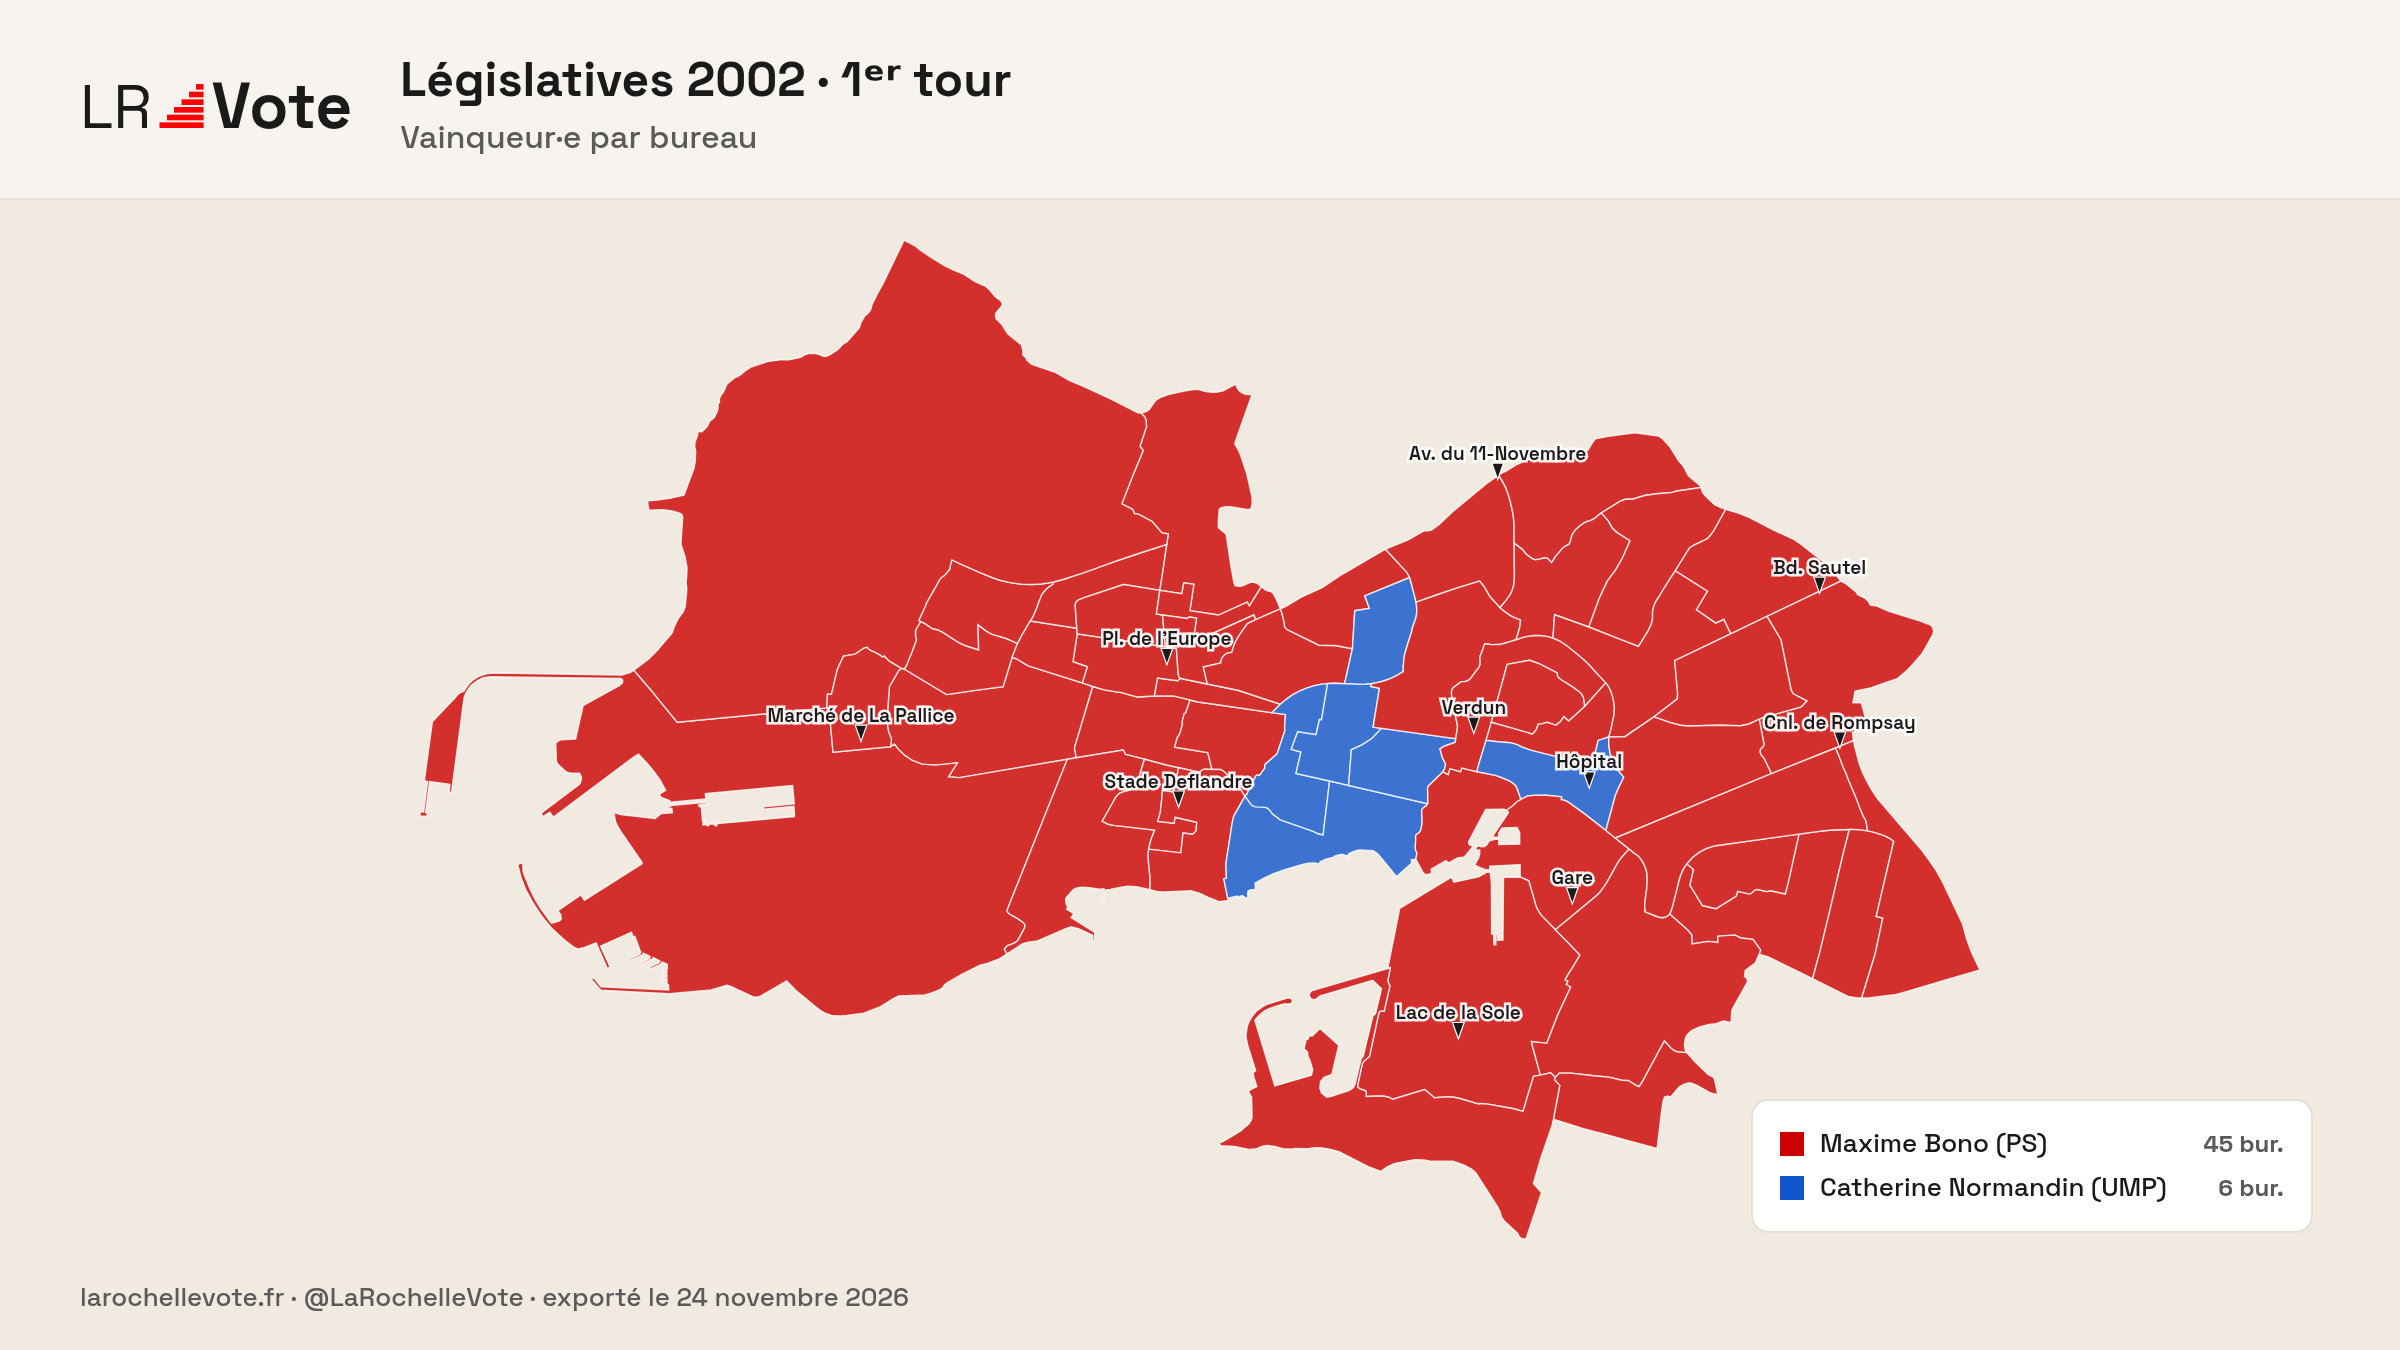 LR Vote
Législatives 2002 · 1er tour
Vainqueur·e par bureau
Av. du 11-Novembre
Bd. Sautel
Pl. de l'Europe
Marché de La Pallice
Verdun
Cnl. de Rompsay
Hôpital
Stade Deflandre
Gare
Lac de la Sole
Maxime Bono (PS) 45 bur.
Catherine Normandin (UMP) 6 bur.
larochellevote.fr · @LaRochelleVote · exporté le 24 novembre 2026